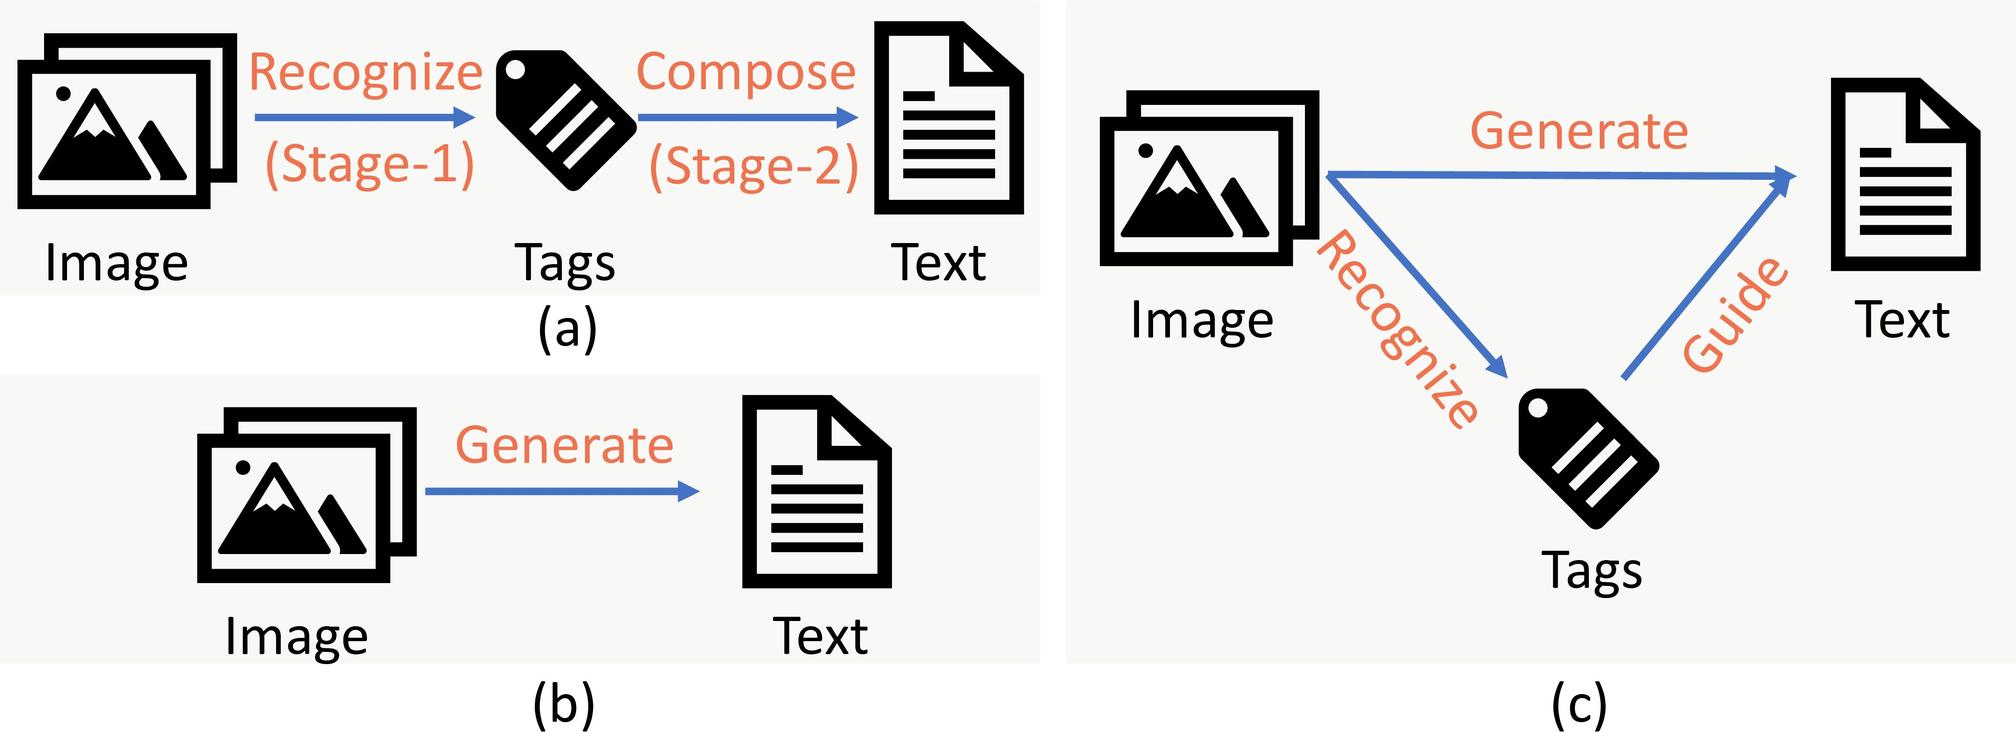 Recognize
(Stage-1)
Compose
(Stage-2)
Image
Tags
Text
(a)
Generate
Image
Text
(b)
Generate
Recognize
Guide
Image
Text
Tags
(c)